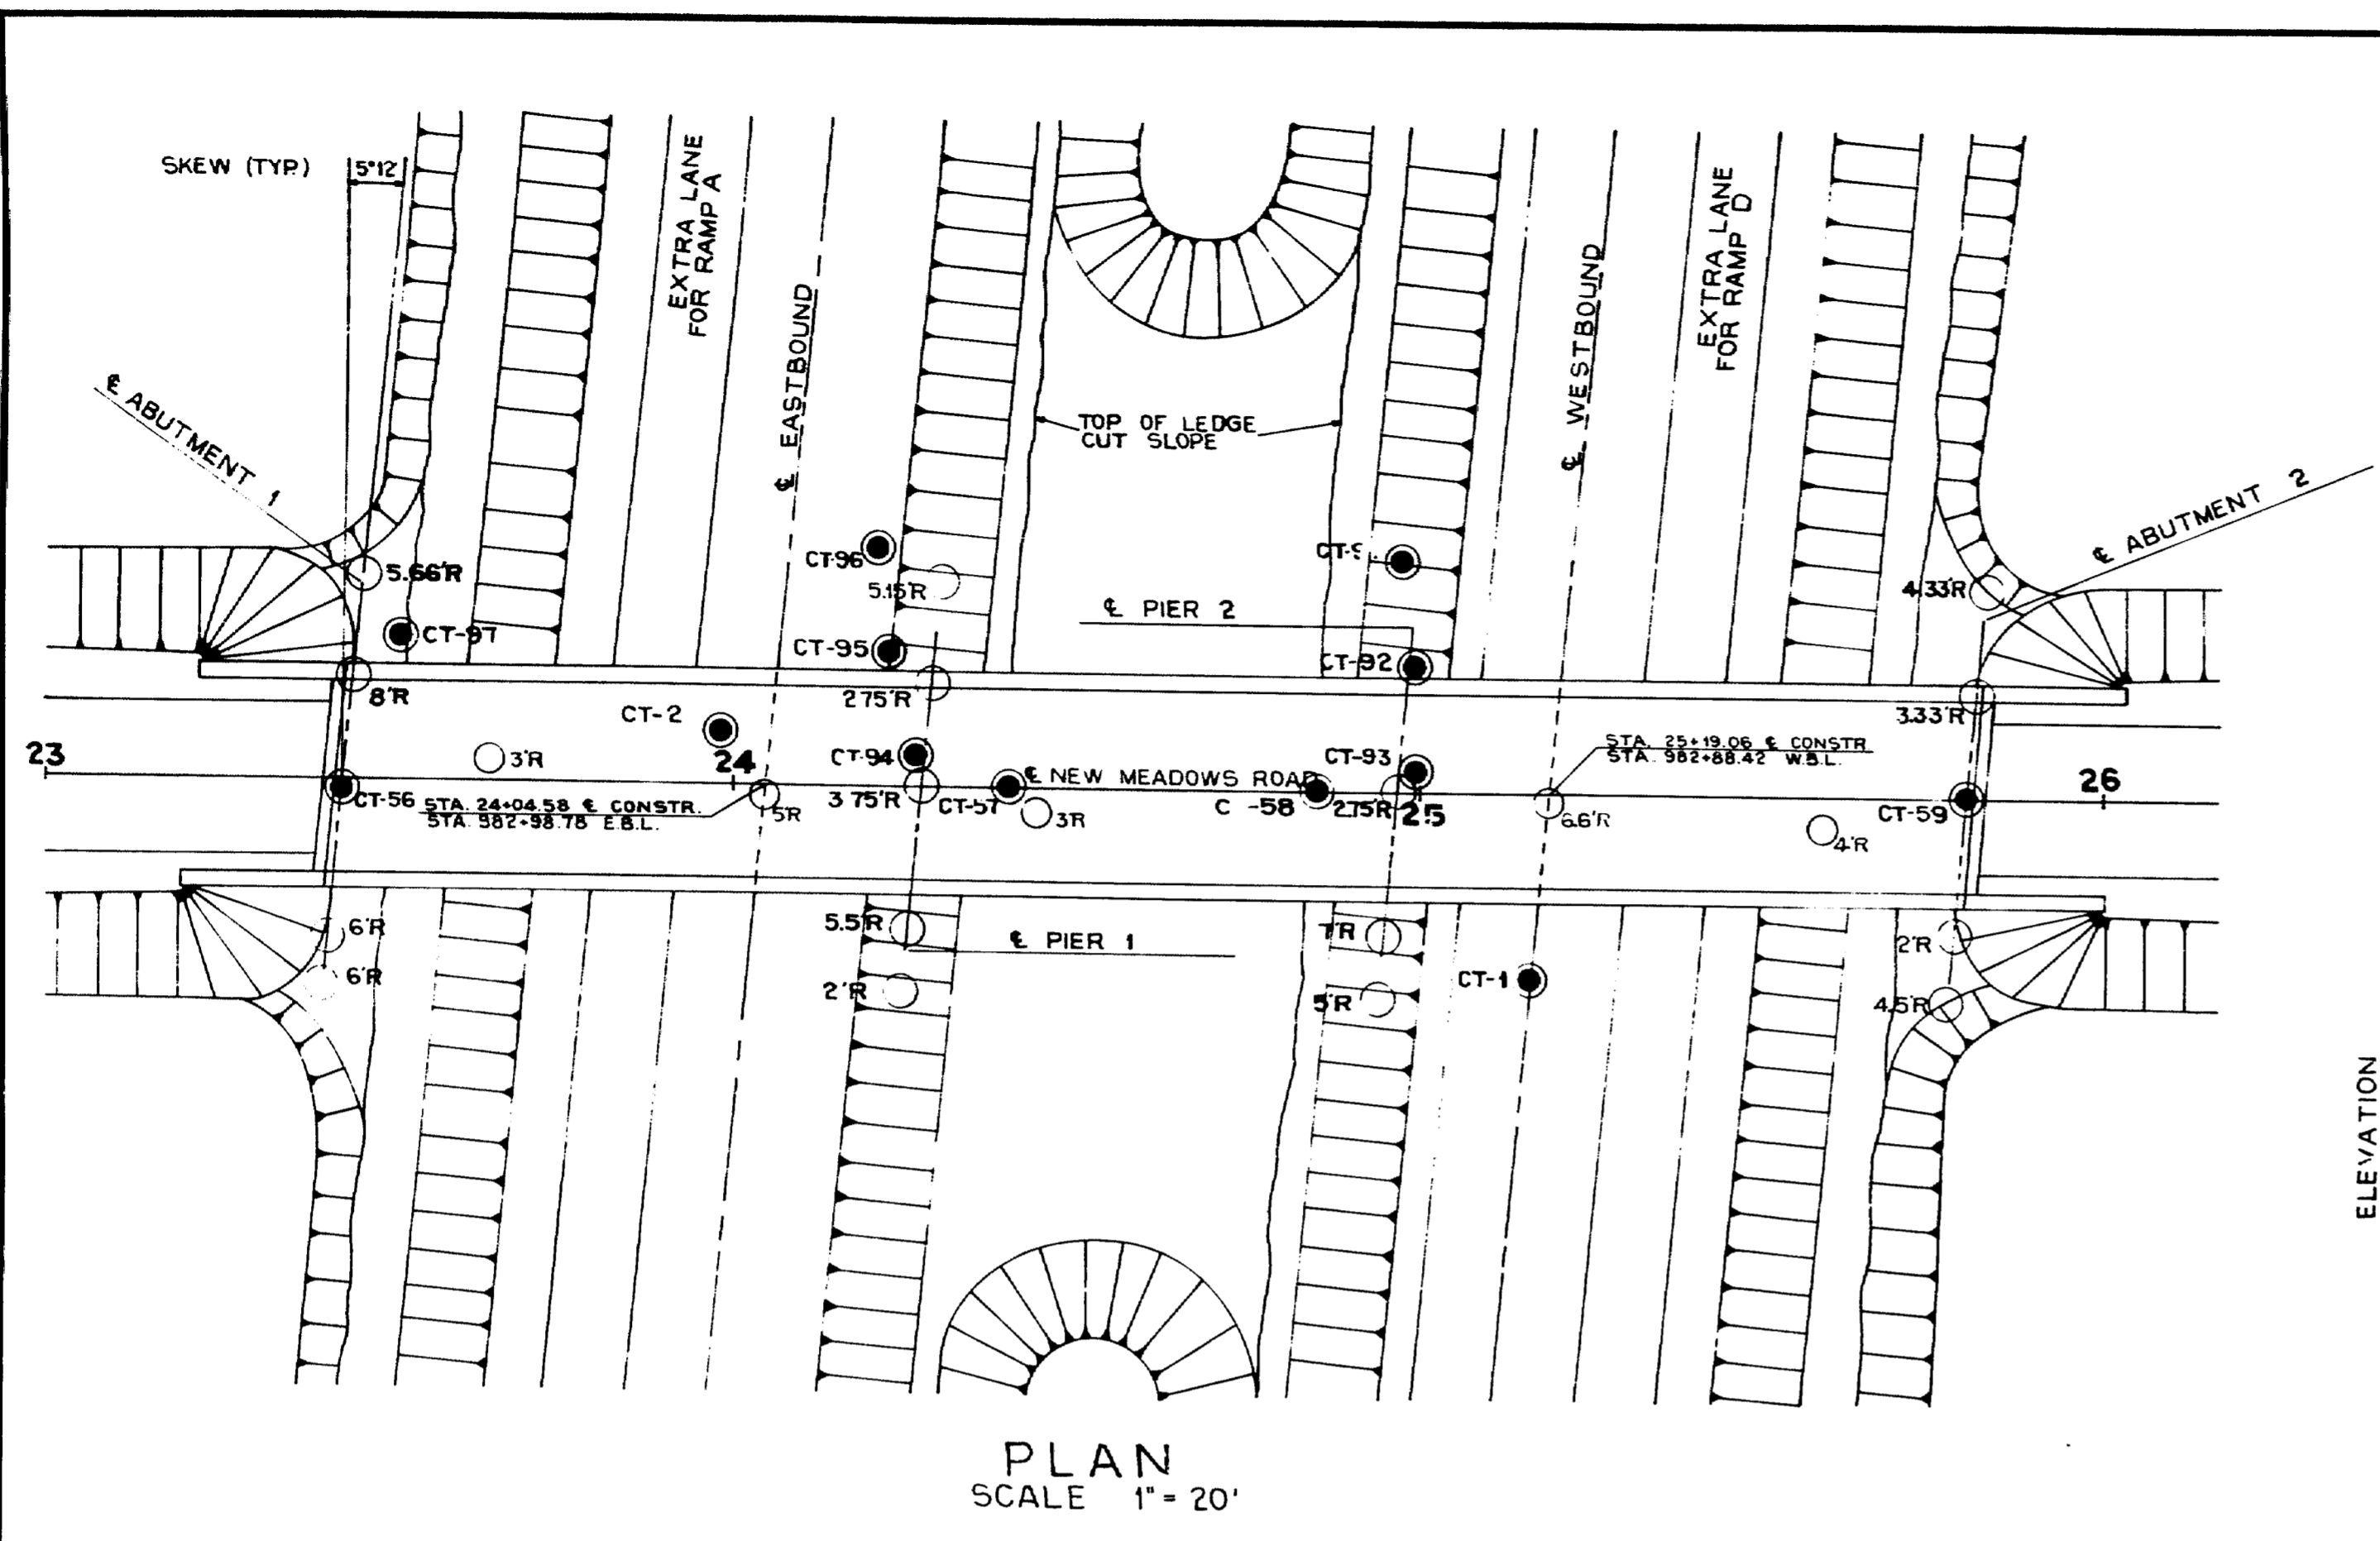 SKEW (TYP.)
5°12'
EXTRA LANE
FOR RAMP A
℄ EASTBOUND
℄ WESTBOUND
EXTRA LANE
FOR RAMP D
℄ ABUTMENT 1
TOP OF LEDGE
CUT SLOPE
℄ ABUTMENT 2
CT-96
5.66'R
5.15'R
4.33'R
℄ PIER 2
CT-97
CT-95
CT-92
8'R
2.75'R
3.33'R
CT-2
3'R
24
CT-94
CT-93
STA. 25+19.06 ℄ CONSTR.
STA. 982+88.42 W.B.L.
23
℄ NEW MEADOWS ROAD
26
CT-56
STA. 24+04.58 ℄ CONSTR.
STA. 982+98.78 E.B.L.
5'R
3.75'R
CT-57
3'R
-58
2.75'R
25
6.6'R
4'R
CT-59
6'R
5.5'R
℄ PIER 1
7'R
2'R
6'R
2'R
5'R
CT-1
4.5'R
ELEVATION
PLAN
SCALE 1" = 20'